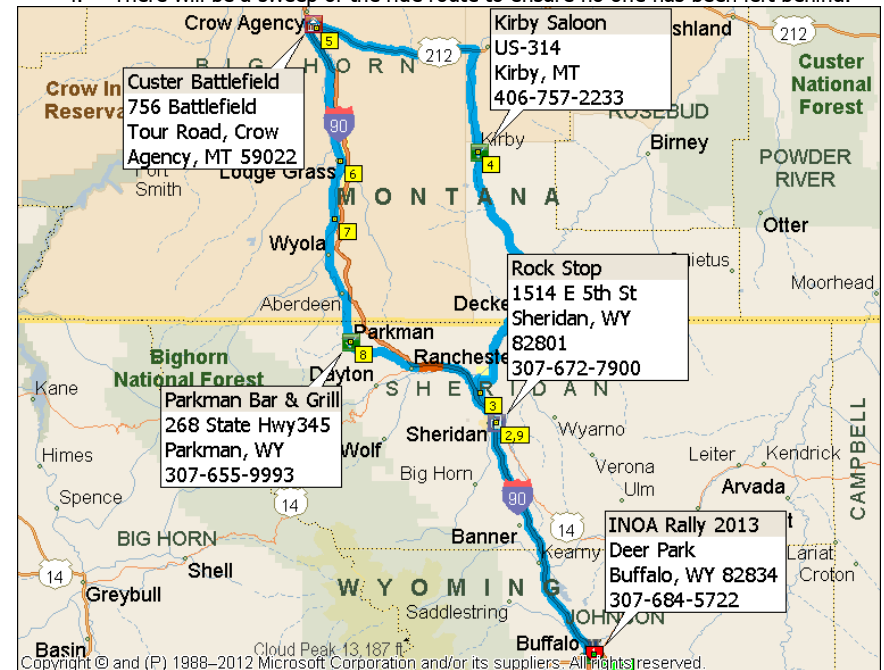 There will be a sweep of the ride route to ensure no one has been left behind.
Crow Agency
5
212
Kirby Saloon
US-314
Kirby, MT
406-757-2233
shland
212
Custer
National
Forest
BIG HORN
Crow In
Reserva
Custer Battlefield
756 Battlefield
Tour Road, Crow
Agency, MT 59022
90
ROSEBUD
Kirby
4
Birney
POWDER
RIVER
Fort
Smith
Lodge Grass
6
MONTANA
Otter
7
Wyola
Rock Stop
1514 E 5th St
Sheridan, WY
82801
307-672-7900
uietus
Moorhead
Aberdeen
Decke
Parkman
8
Rancheste
Bighorn
National Forest
Dayton
SHERIDAN
Kane
Parkman Bar & Grill
268 State Hwy345
Parkman, WY
307-655-9993
3
Sheridan
2,9
Wyarno
CAMPBELL
Himes
Wolf
Big Horn
Verona
Ulm
Leiter
Kendrick
Arvada
Spence
14
90
14
Banner
Kearny
INOA Rally 2013
Deer Park
Buffalo, WY 82834
307-684-5722
t
Lariat
Croton
BIG HORN
14
Shell
Greybull
WYOMING
Saddlestring
JOHNSON
Basin
Cloud Peak 13,187 ft
Buffalo
Copyright © and (P) 1988–2012 Microsoft Corporation and/or its suppliers. All rights reserved.